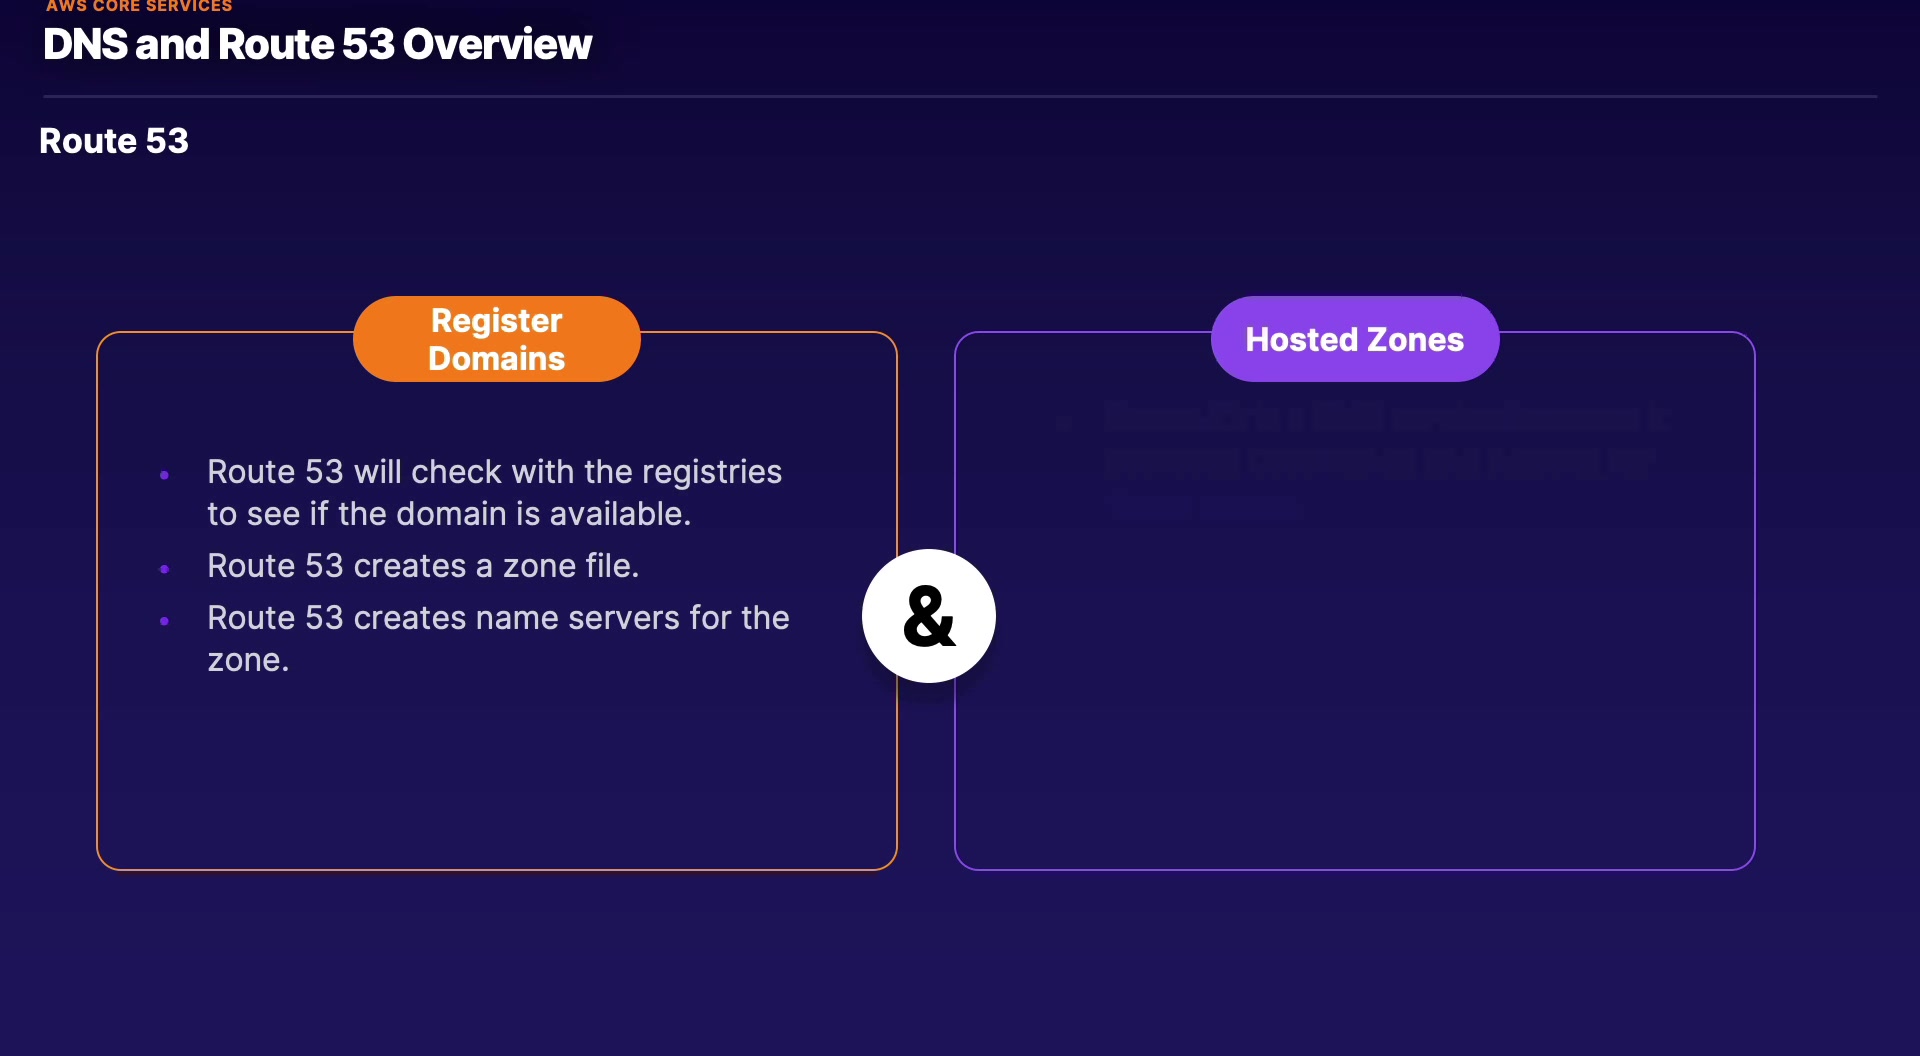 AWS CORE SERVICES
DNS and Route 53 Overview
Route 53
Register
Domains
• Route 53 will check with the registries
to see if the domain is available.
• Route 53 creates a zone file.
• Route 53 creates name servers for the
zone.
&
Hosted Zones